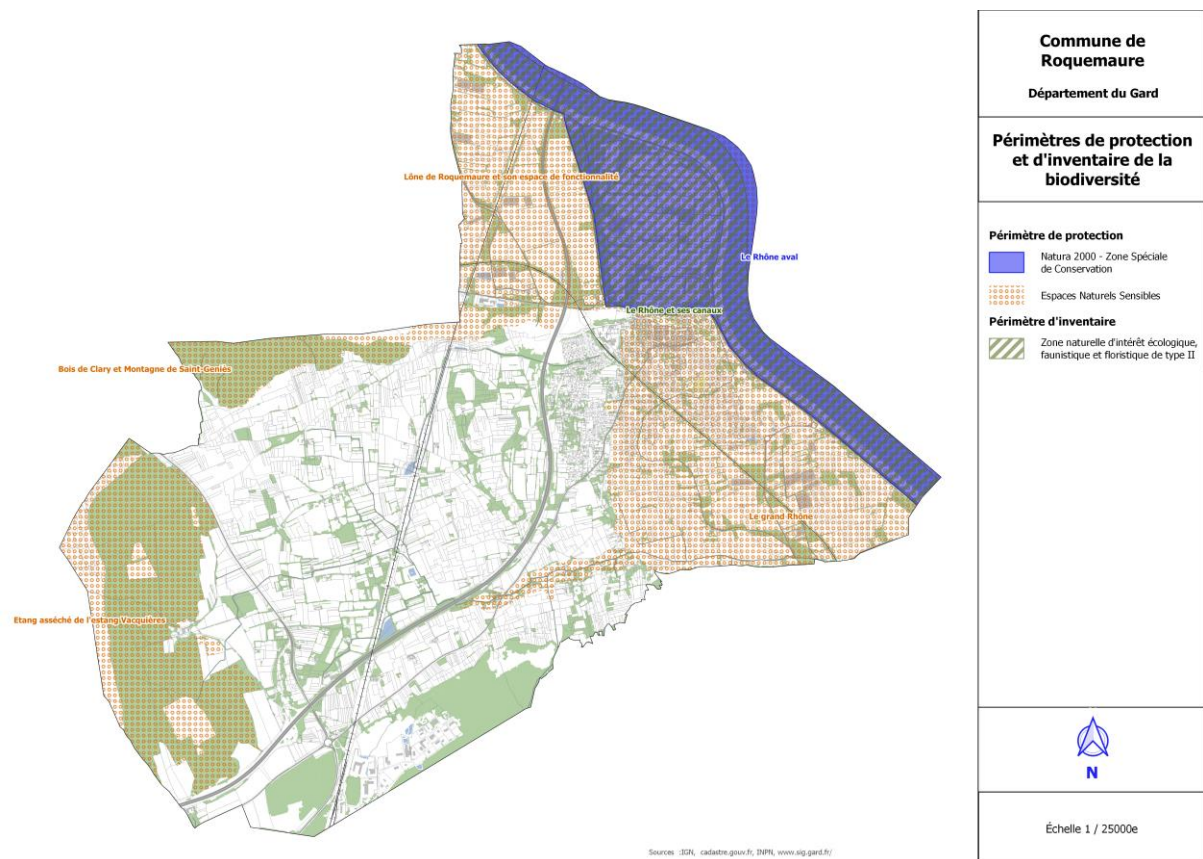 Commune de
Roquemaure
Département du Gard
Périmètres de protection
et d'inventaire de la
biodiversité
Périmètre de protection
Natura 2000 - Zone Spéciale
de Conservation
Espaces Naturels Sensibles
Périmètre d'inventaire
Zone naturelle d'intérêt écologique,
faunistique et floristique de type II
N
Échelle 1 / 25000e
Lône de Roquemaure et son espace de fonctionnalité
Le Rhône aval
Le Rhône et ses canaux
Bois de Clary et Montagne de Saint-Geniès
Le grand Rhône
Etang asséché de l'estang Vacquières
Sources :IGN, cadastre.gouv.fr, INPN, www.sig.gard.fr/